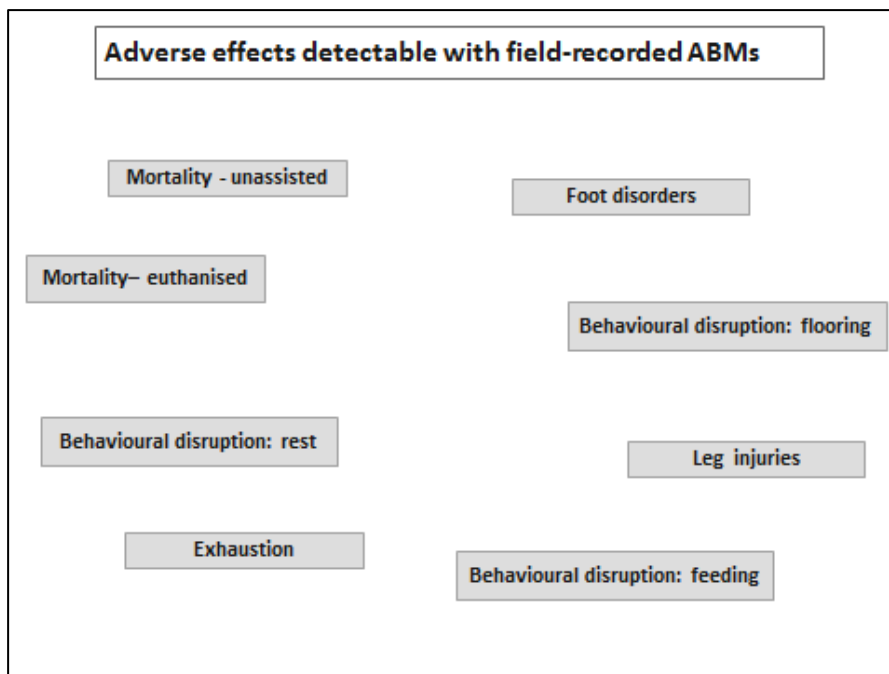 Adverse effects detectable with field-recorded ABMs
Mortality - unassisted
Foot disorders
Mortality– euthanised
Behavioural disruption: flooring
Behavioural disruption: rest
Leg injuries
Exhaustion
Behavioural disruption: feeding